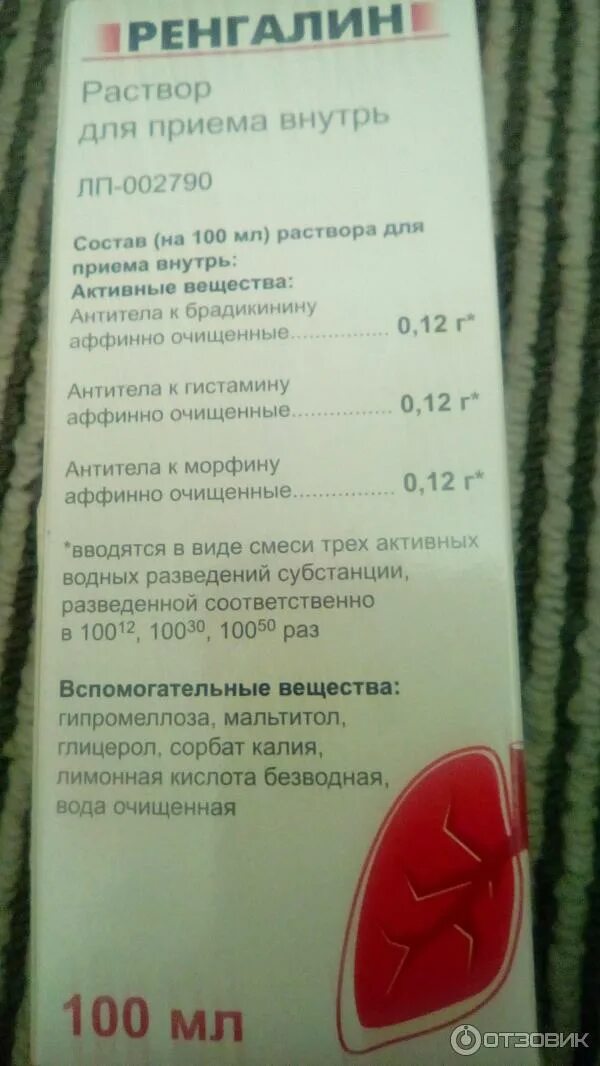 РЕНГАЛИН
Раствор
для приема внутрь
ЛП-002790
Состав (на 100 мл) раствора для
приема внутрь:
Активные вещества:
Антитела к брадикинину
аффинно очищенные................ 0,12 г*
Антитела к гистамину
аффинно очищенные................ 0,12 г*
Антитела к морфину
аффинно очищенные................ 0,12 г*
*вводятся в виде смеси трех активных
водных разведений субстанции,
разведенной соответственно
в 100¹², 100³⁰, 100⁵⁰ раз
Вспомогательные вещества:
гипромеллоза, мальтитол,
глицерол, сорбат калия,
лимонная кислота безводная,
вода очищенная
100 мл
ОТЗОВИК